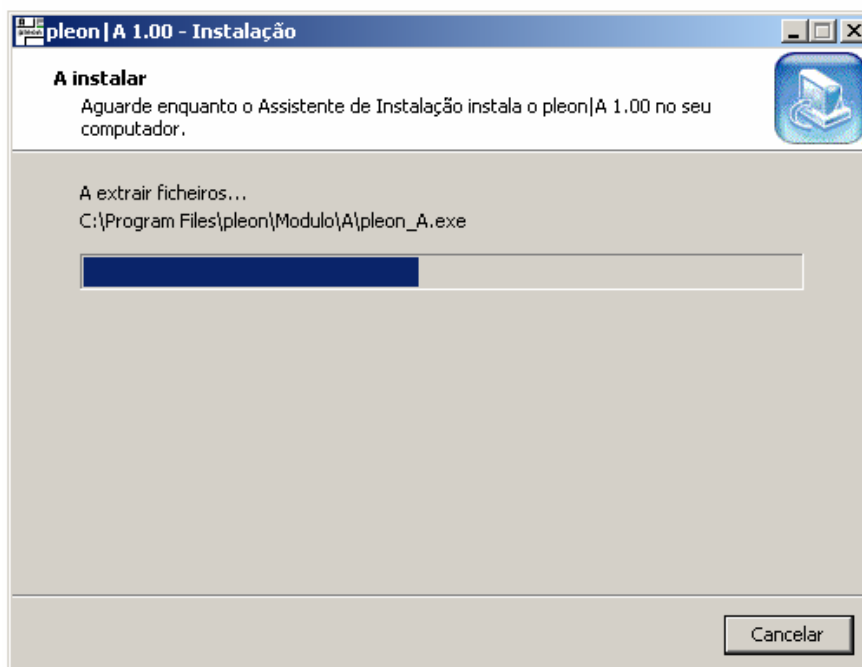 pleon|A 1.00 - Instalação
A instalar
Aguarde enquanto o Assistente de Instalação instala o pleon|A 1.00 no seu
computador.
A extrair ficheiros...
C:\Program Files\pleon\Modulo\A\pleon_A.exe
Cancelar